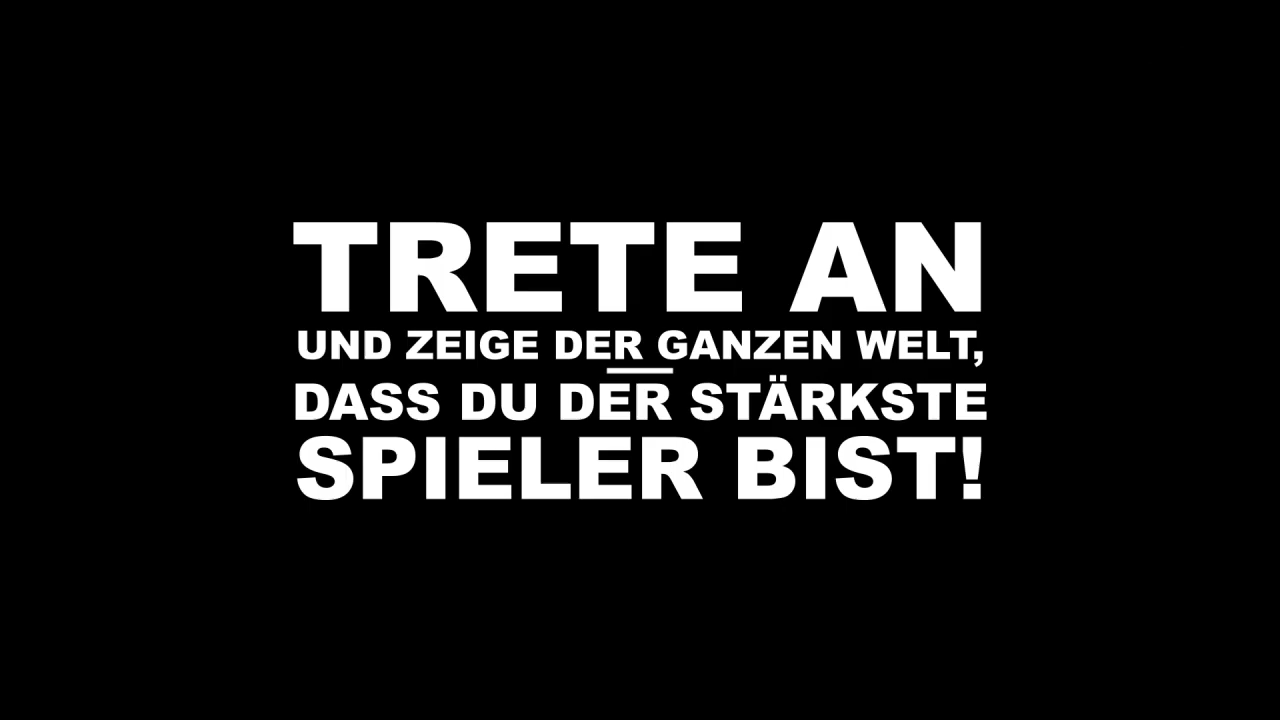 TRETE AN
UND ZEIGE DER GANZEN WELT,
DASS DU DER STÄRKSTE
SPIELER BIST!